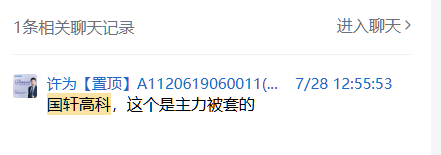 1条相关聊天记录
进入聊天 >
许为【置顶】A1120619060011(... 7/28 12:55:53
国轩高科，这个是主力被套的